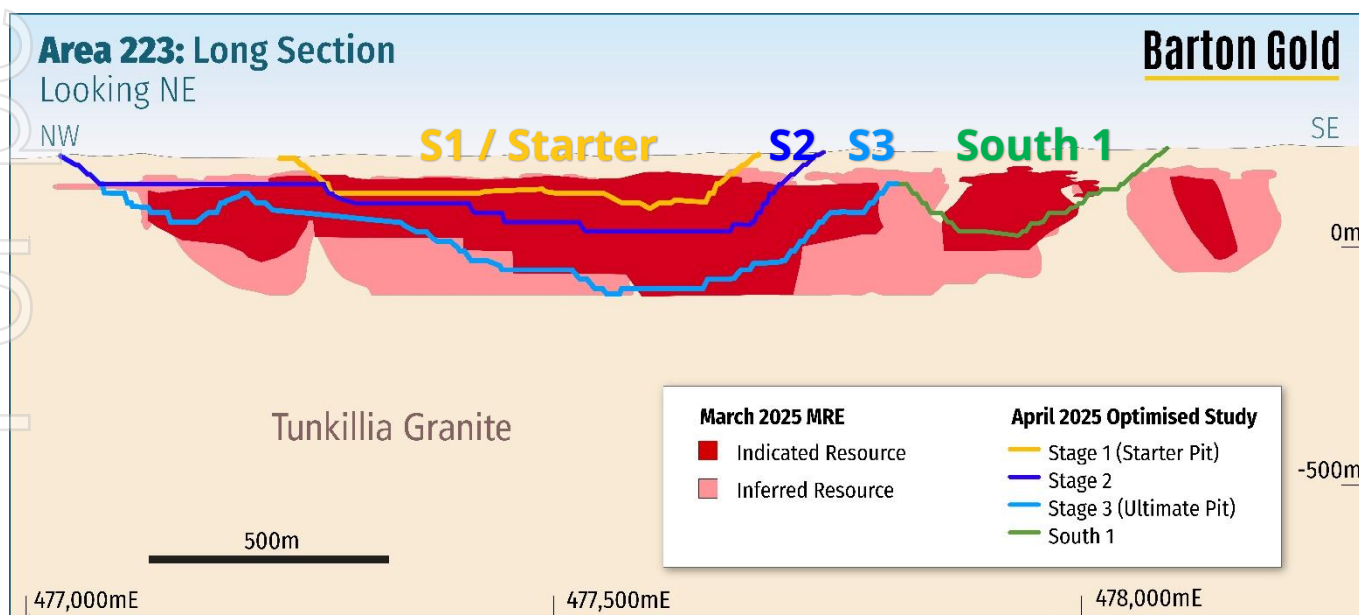 Area 223: Long Section
Looking NE
Barton Gold
NW
SE
S1 / Starter
S2
S3
South 1
0m
Tunkillia Granite
-500m
March 2025 MRE
Indicated Resource
Inferred Resource
April 2025 Optimised Study
Stage 1 (Starter Pit)
Stage 2
Stage 3 (Ultimate Pit)
South 1
500m
477,000mE
477,500mE
478,000mE